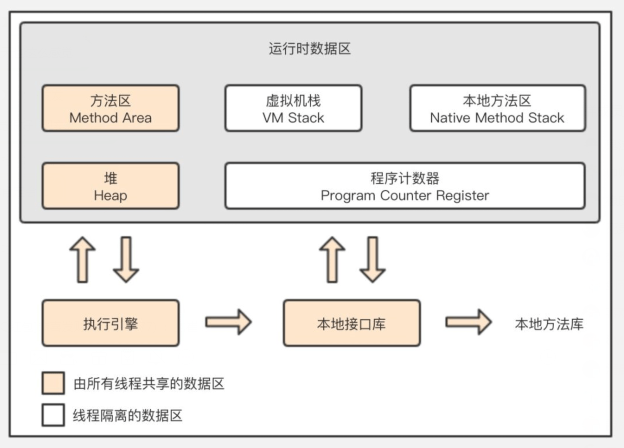 运行时数据区
方法区
Method Area
虚拟机栈
VM Stack
本地方法区
Native Method Stack
堆
Heap
程序计数器
Program Counter Register
执行引擎
本地接口库
本地方法库
由所有线程共享的数据区
线程隔离的数据区